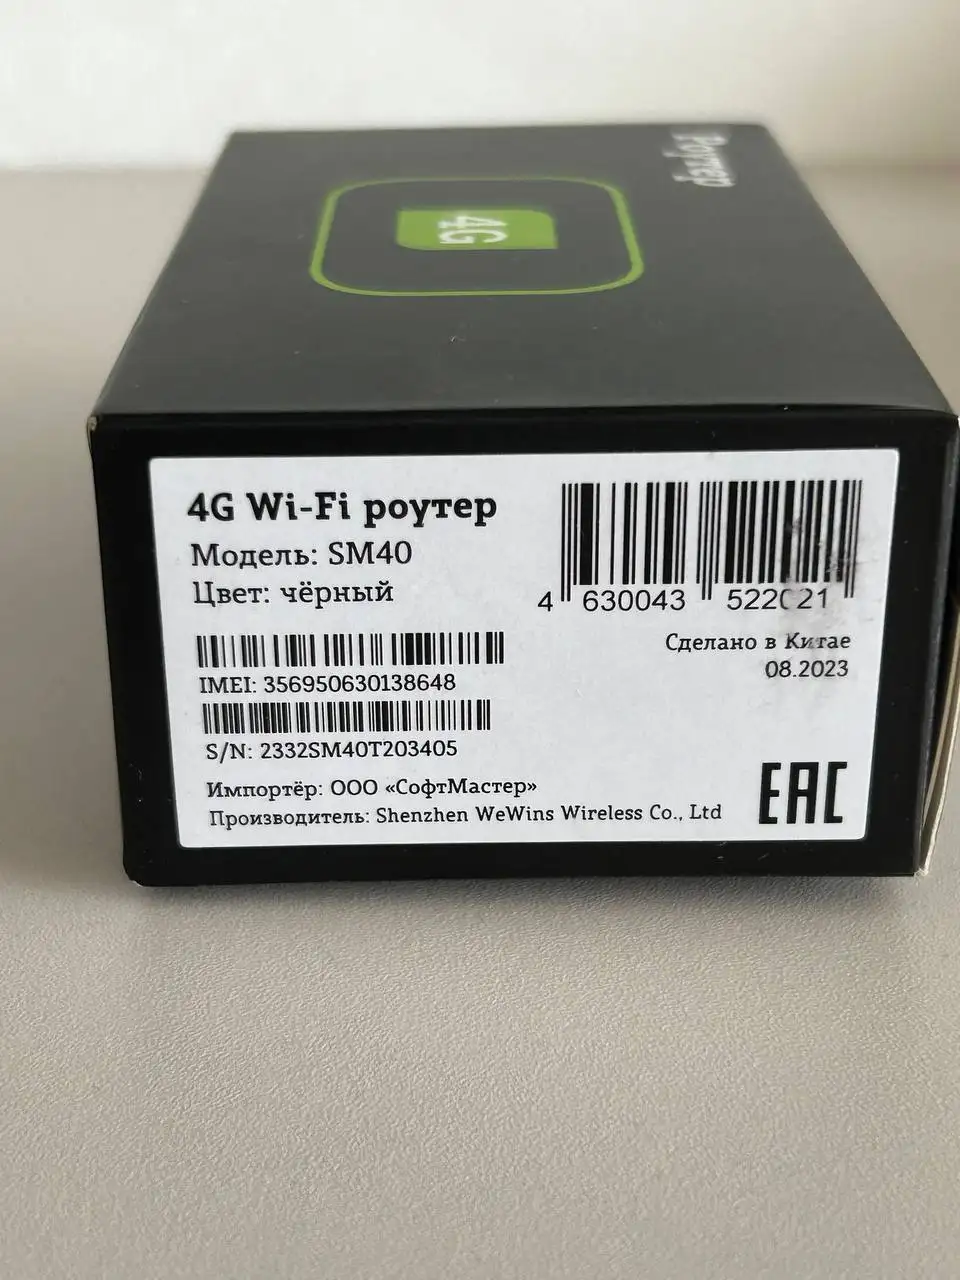 Роутер
4G
4G Wi-Fi роутер
Модель: SM40
Цвет: чёрный
4 630043 522021
Сделано в Китае
08.2023
IMEI: 356950630138648
S/N: 2332SM40T203405
Импортёр: ООО «СофтМастер»
Производитель: Shenzhen WeWins Wireless Co., Ltd
EAC